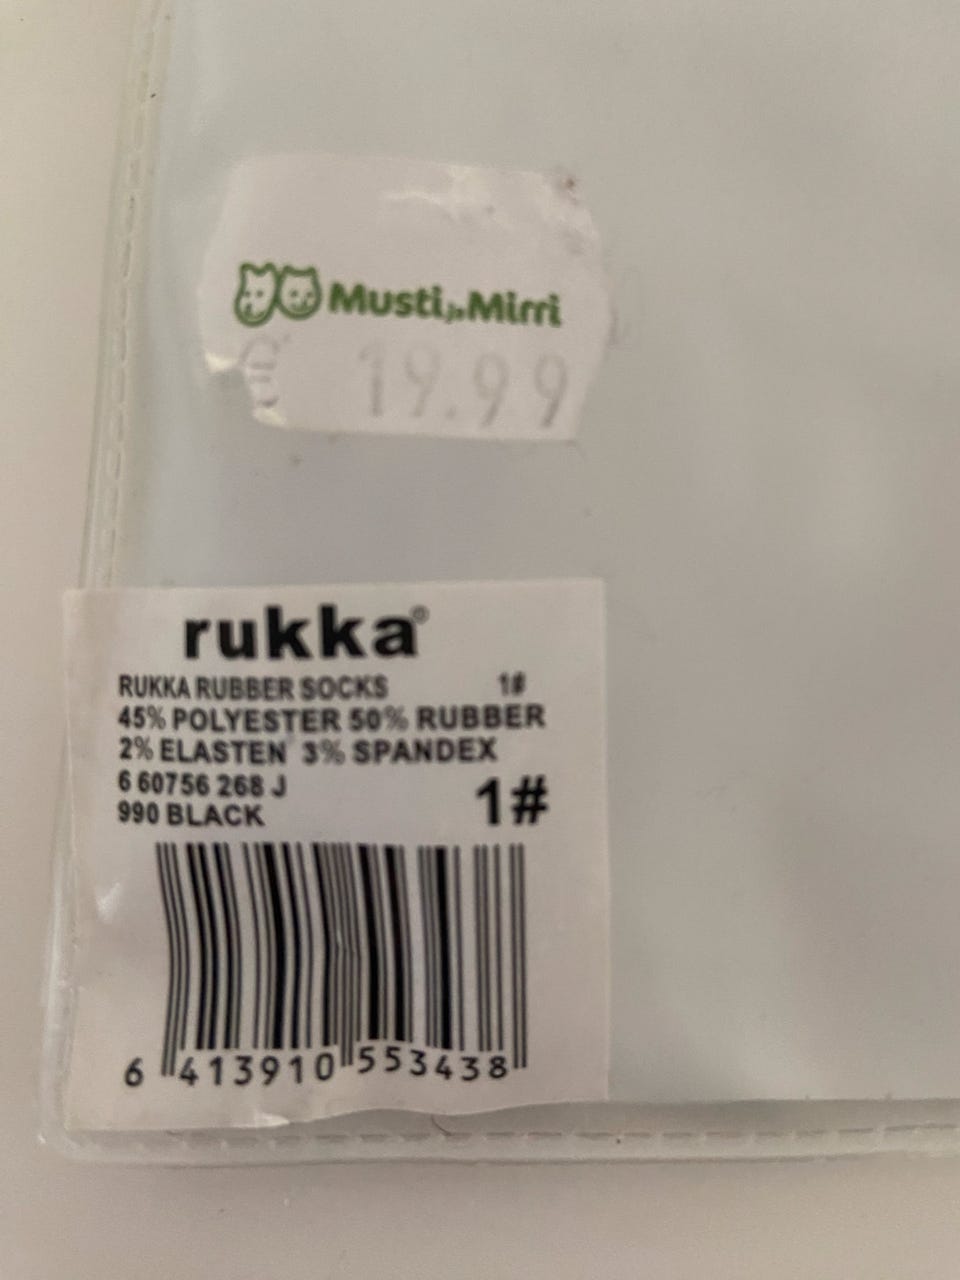 Musti ja Mirri
€ 19.99
rukka®
RUKKA RUBBER SOCKS 1#
45% POLYESTER 50% RUBBER
2% ELASTEN 3% SPANDEX
6 60756 268 J
990 BLACK 1#
6 413910 553438